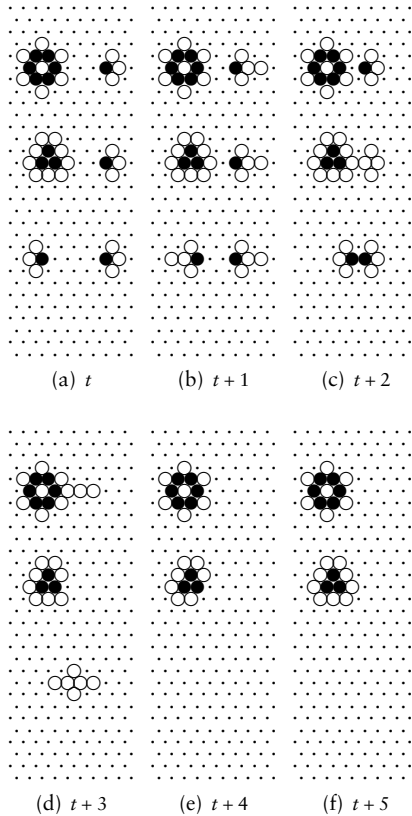 (a) t (b) t + 1 (c) t + 2
(d) t + 3 (e) t + 4 (f) t + 5